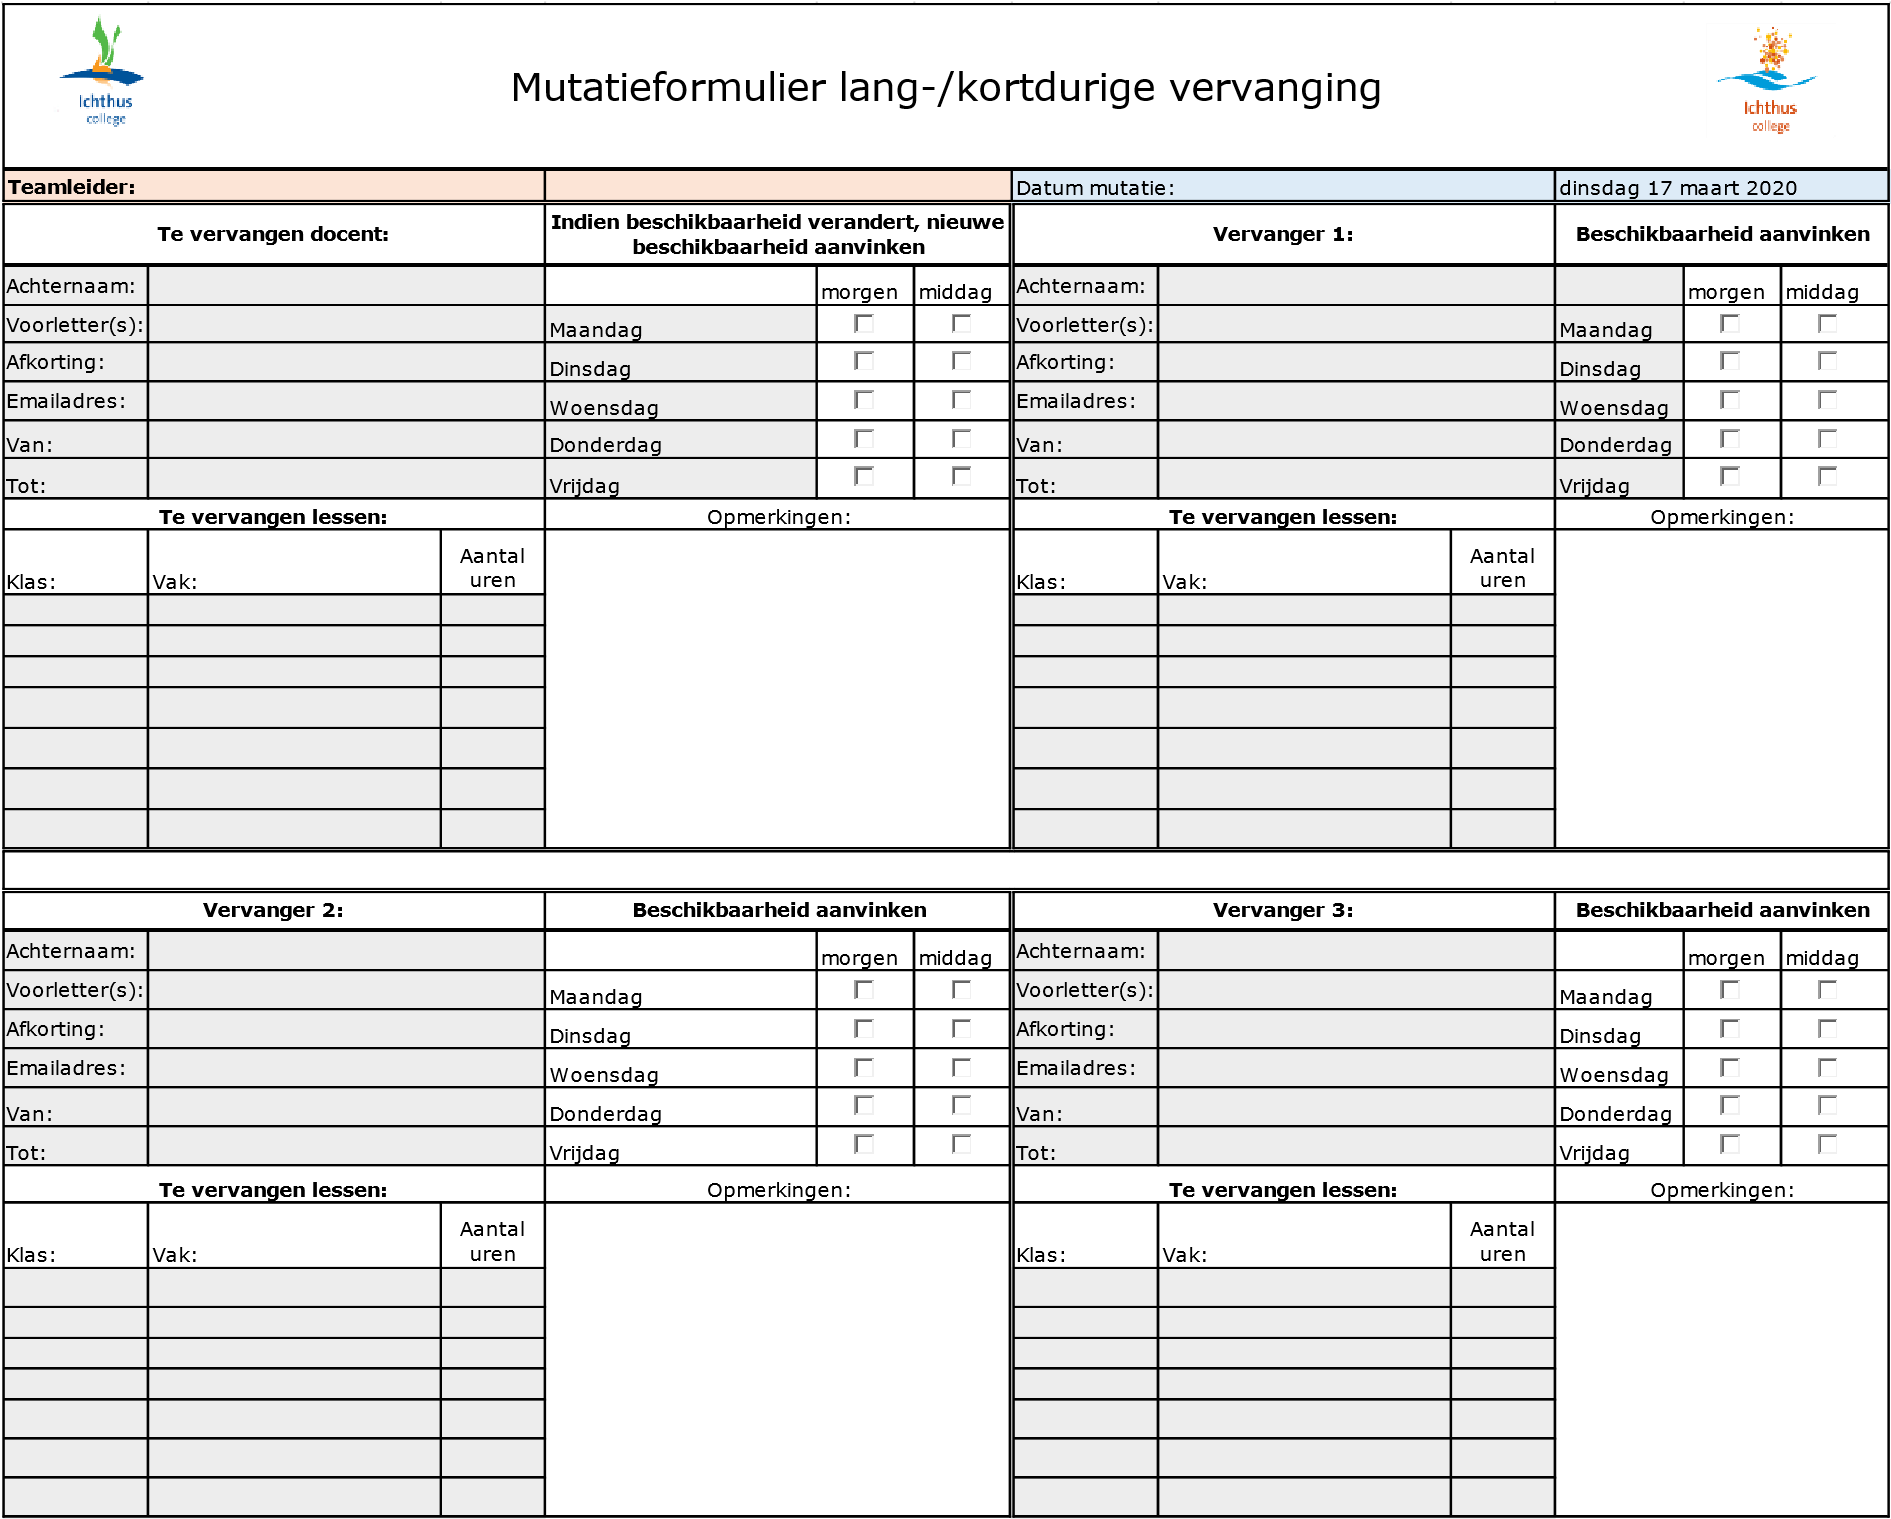 Ichthus
college
Mutatieformulier lang-/kortdurige vervanging
Ichthus
college
Teamleider:
Datum mutatie:
dinsdag 17 maart 2020
Te vervangen docent:
Indien beschikbaarheid verandert, nieuwe
beschikbaarheid aanvinken
Vervanger 1:
Beschikbaarheid aanvinken
Achternaam:
morgen middag
Achternaam:
morgen middag
Voorletter(s):
Maandag
Voorletter(s):
Maandag
Afkorting:
Dinsdag
Afkorting:
Dinsdag
Emailadres:
Woensdag
Emailadres:
Woensdag
Van:
Donderdag
Van:
Donderdag
Tot:
Vrijdag
Tot:
Vrijdag
Te vervangen lessen:
Opmerkingen:
Te vervangen lessen:
Opmerkingen:
Klas:
Vak:
Aantal
uren
Klas:
Vak:
Aantal
uren
Vervanger 2:
Beschikbaarheid aanvinken
Vervanger 3:
Beschikbaarheid aanvinken
Achternaam:
morgen middag
Achternaam:
morgen middag
Voorletter(s):
Maandag
Voorletter(s):
Maandag
Afkorting:
Dinsdag
Afkorting:
Dinsdag
Emailadres:
Woensdag
Emailadres:
Woensdag
Van:
Donderdag
Van:
Donderdag
Tot:
Vrijdag
Tot:
Vrijdag
Te vervangen lessen:
Opmerkingen:
Te vervangen lessen:
Opmerkingen:
Klas:
Vak:
Aantal
uren
Klas:
Vak:
Aantal
uren